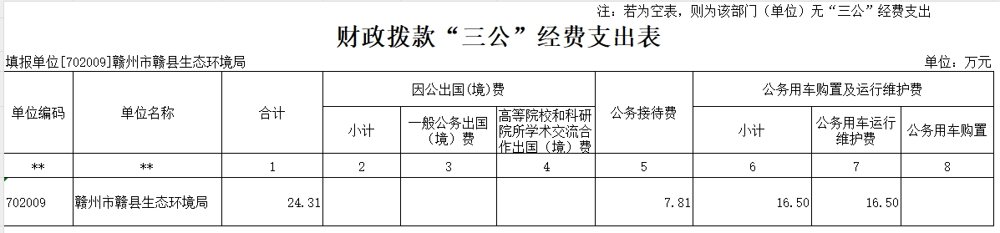 注：若为空表，则为该部门（单位）无“三公”经费支出
财政拨款“三公”经费支出表
填报单位[702009]赣州市赣县生态环境局 单位：万元
单位编码 单位名称 合计 因公出国(境)费 公务接待费 公务用车购置及运行维护费
小计 一般公务出国（境）费 高等院校和科研院所学术交流合作出国（境）费 小计 公务用车运行维护费 公务用车购置
** ** 1 2 3 4 5 6 7 8
702009 赣州市赣县生态环境局 24.31 7.81 16.50 16.50